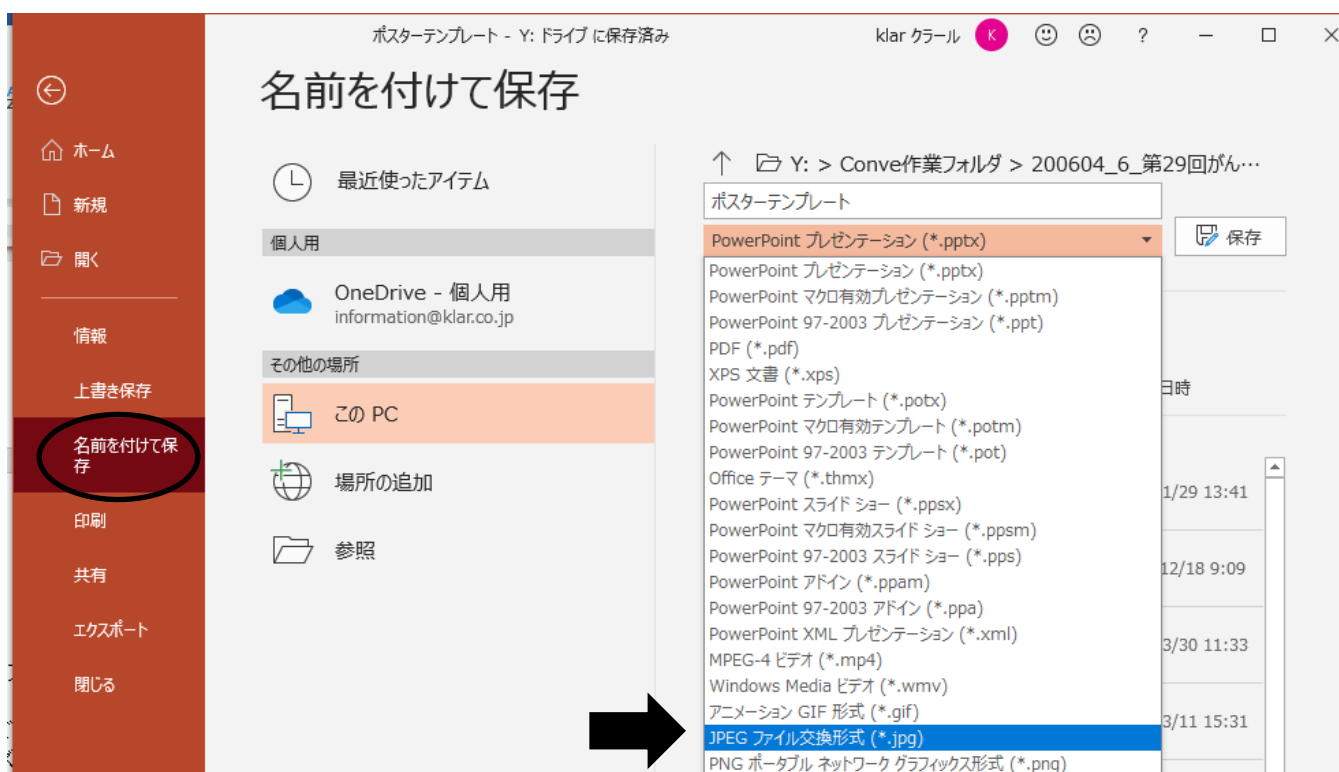 ポスターテンプレート - Y: ドライブ に保存済み
klar クラール
K
?
名前を付けて保存
ホーム
新規
開く
情報
上書き保存
名前を付けて保
存
印刷
共有
エクスポート
閉じる
最近使ったアイテム
個人用
OneDrive - 個人用
information@klar.co.jp
その他の場所
この PC
場所の追加
参照
Y: > Conve作業フォルダ > 200604_6_第29回がん…
ポスターテンプレート
PowerPoint プレゼンテーション (*.pptx)
保存
PowerPoint プレゼンテーション (*.pptx)
PowerPoint マクロ有効プレゼンテーション (*.pptm)
PowerPoint 97-2003 プレゼンテーション (*.ppt)
PDF (*.pdf)
XPS 文書 (*.xps)
PowerPoint テンプレート (*.potx)
PowerPoint マクロ有効テンプレート (*.potm)
PowerPoint 97-2003 テンプレート (*.pot)
Office テーマ (*.thmx)
PowerPoint スライド ショー (*.ppsx)
PowerPoint マクロ有効スライド ショー (*.ppsm)
PowerPoint 97-2003 スライド ショー (*.pps)
PowerPoint アドイン (*.ppam)
PowerPoint 97-2003 アドイン (*.ppa)
PowerPoint XML プレゼンテーション (*.xml)
MPEG-4 ビデオ (*.mp4)
Windows Media ビデオ (*.wmv)
アニメーション GIF 形式 (*.gif)
JPEG ファイル交換形式 (*.jpg)
PNG ポータブル ネットワーク グラフィックス形式 (*.png)
日時
1/29 13:41
12/18 9:09
3/30 11:33
3/11 15:31